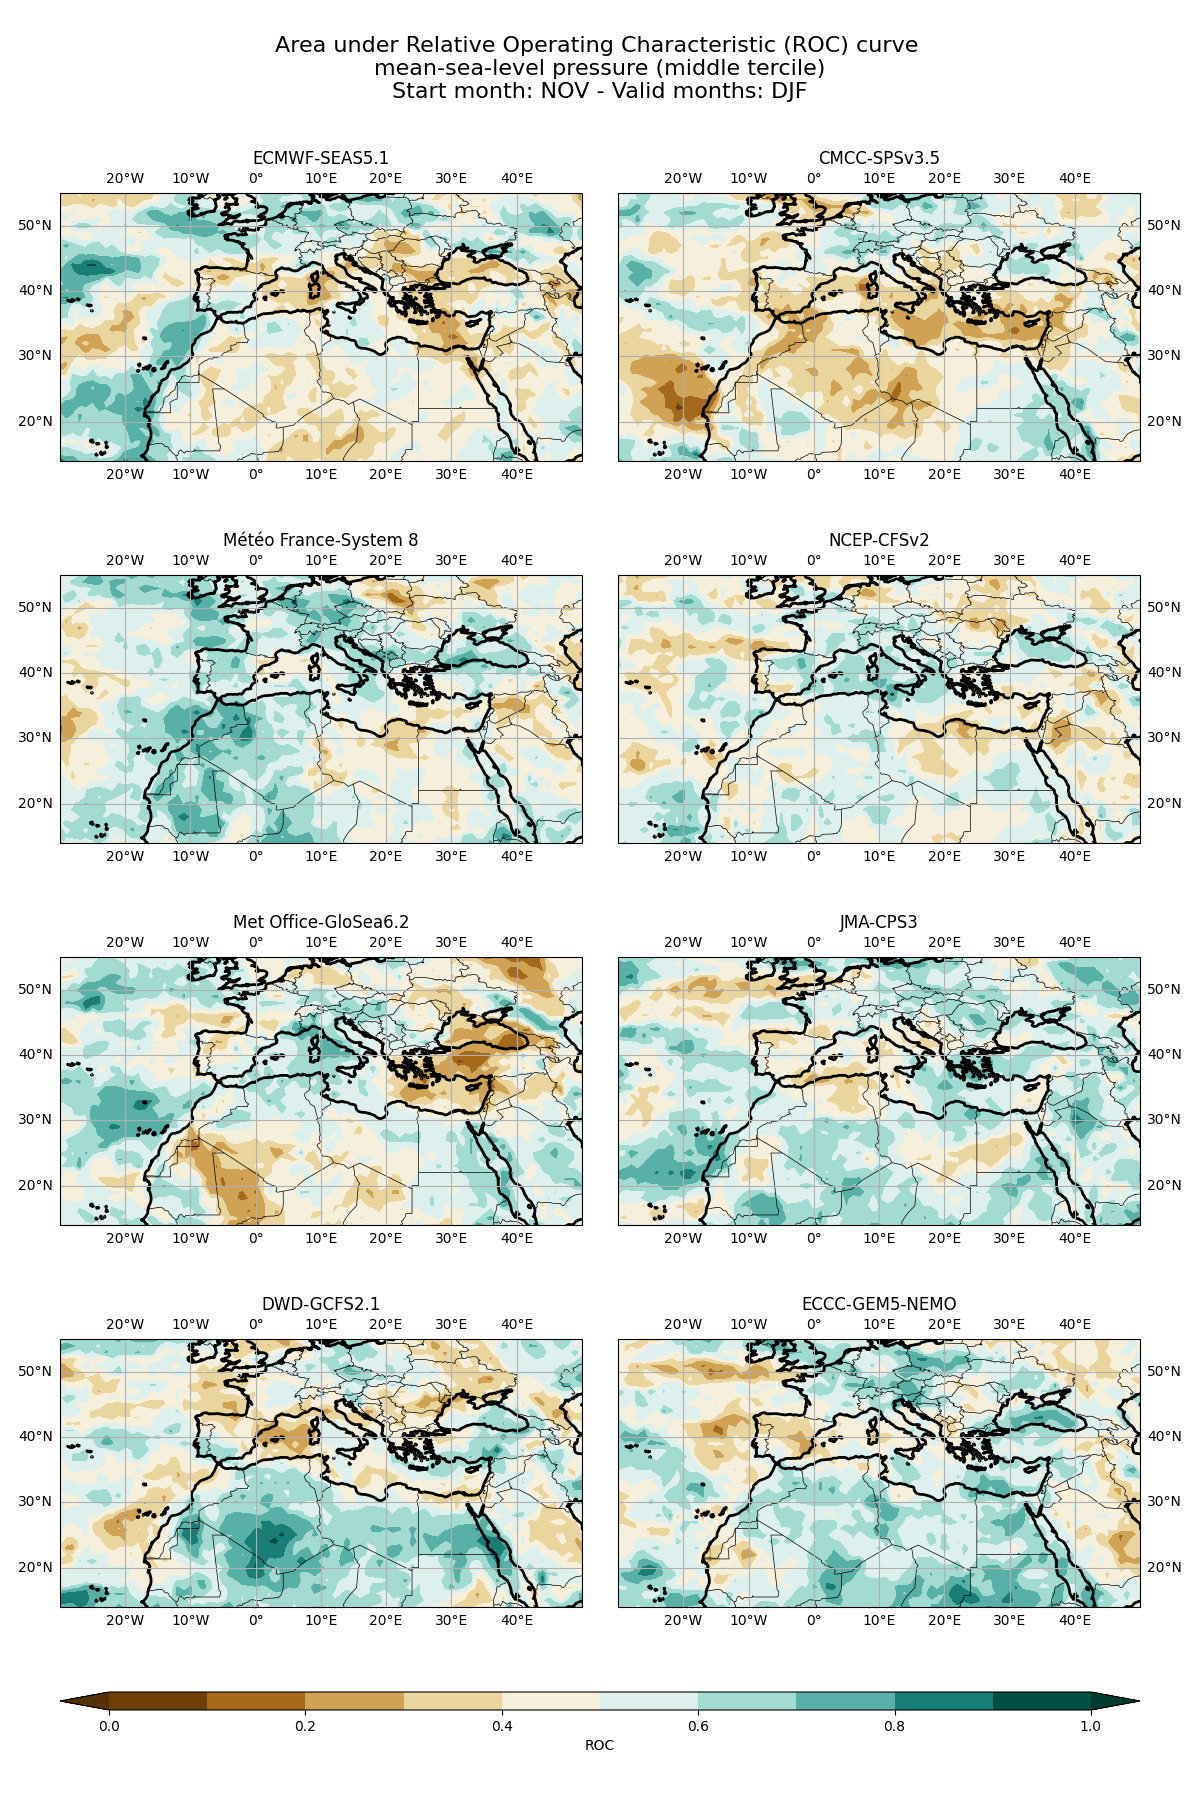 Area under Relative Operating Characteristic (ROC) curve
mean-sea-level pressure (middle tercile)
Start month: NOV - Valid months: DJF
ECMWF-SEAS5.1
20°W 10°W 0° 10°E 20°E 30°E 40°E
50°N
40°N
30°N
20°N
20°W 10°W 0° 10°E 20°E 30°E 40°E
CMCC-SPSv3.5
20°W 10°W 0° 10°E 20°E 30°E 40°E
50°N
40°N
30°N
20°N
20°W 10°W 0° 10°E 20°E 30°E 40°E
Météo France-System 8
20°W 10°W 0° 10°E 20°E 30°E 40°E
50°N
40°N
30°N
20°N
20°W 10°W 0° 10°E 20°E 30°E 40°E
NCEP-CFSv2
20°W 10°W 0° 10°E 20°E 30°E 40°E
50°N
40°N
30°N
20°N
20°W 10°W 0° 10°E 20°E 30°E 40°E
Met Office-GloSea6.2
20°W 10°W 0° 10°E 20°E 30°E 40°E
50°N
40°N
30°N
20°N
20°W 10°W 0° 10°E 20°E 30°E 40°E
JMA-CPS3
20°W 10°W 0° 10°E 20°E 30°E 40°E
50°N
40°N
30°N
20°N
20°W 10°W 0° 10°E 20°E 30°E 40°E
DWD-GCFS2.1
20°W 10°W 0° 10°E 20°E 30°E 40°E
50°N
40°N
30°N
20°N
20°W 10°W 0° 10°E 20°E 30°E 40°E
ECCC-GEM5-NEMO
20°W 10°W 0° 10°E 20°E 30°E 40°E
50°N
40°N
30°N
20°N
20°W 10°W 0° 10°E 20°E 30°E 40°E
0.0 0.2 0.4 0.6 0.8 1.0
ROC